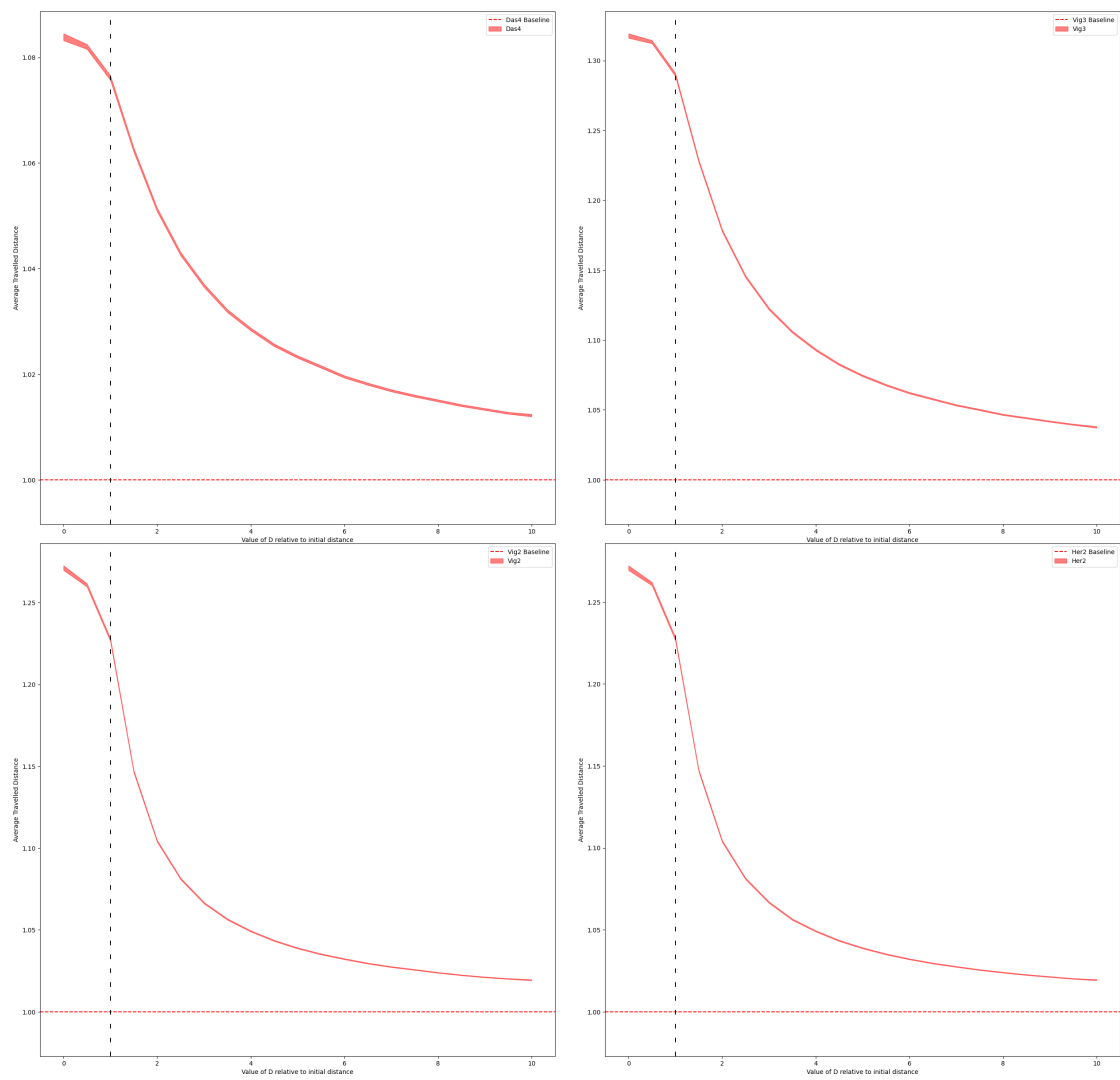 Das4 Baseline
Das4
1.08
1.06
1.04
1.02
1.00
Average Travelled Distance
0 2 4 6 8 10
Value of D relative to initial distance
Vig3 Baseline
Vig3
1.30
1.25
1.20
1.15
1.10
1.05
1.00
Average Travelled Distance
0 2 4 6 8 10
Value of D relative to initial distance
Vig2 Baseline
Vig2
1.25
1.20
1.15
1.10
1.05
1.00
Average Travelled Distance
0 2 4 6 8 10
Value of D relative to initial distance
Her2 Baseline
Her2
1.25
1.20
1.15
1.10
1.05
1.00
Average Travelled Distance
0 2 4 6 8 10
Value of D relative to initial distance